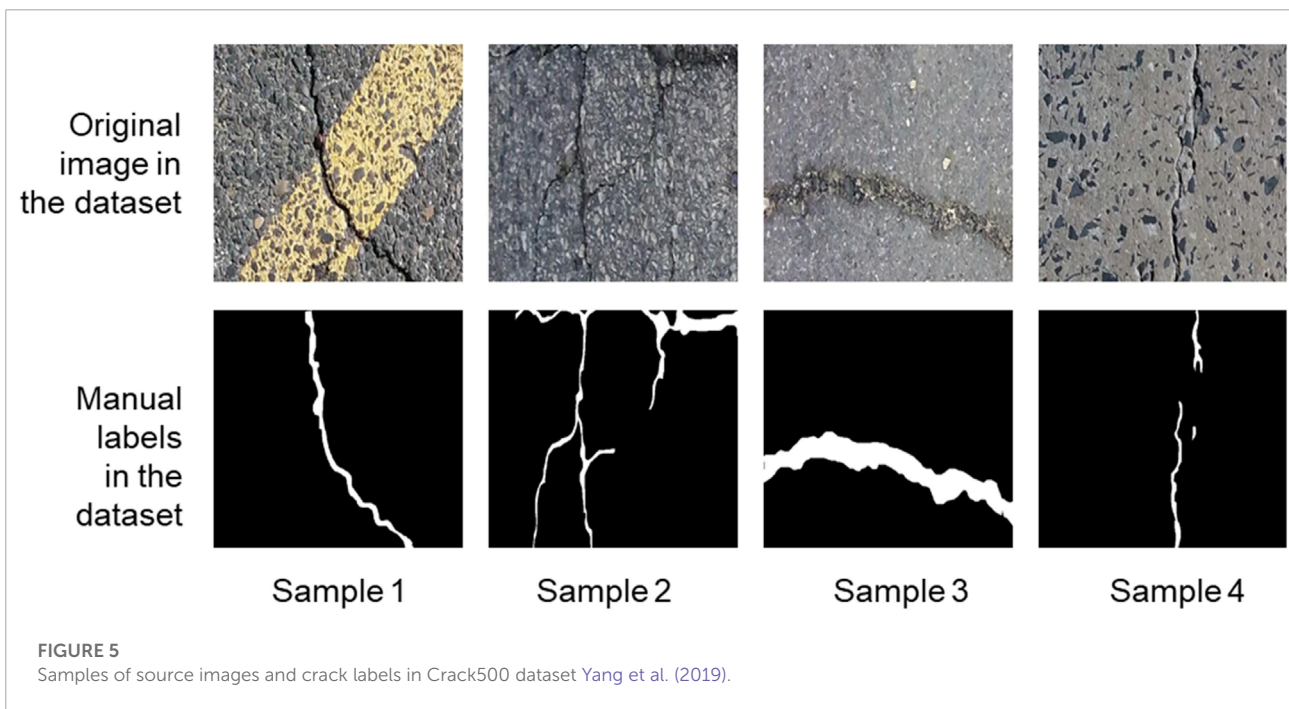 Original
image in
the dataset
Manual
labels
in the
dataset
Sample 1
Sample 2
Sample 3
Sample 4
FIGURE 5
Samples of source images and crack labels in Crack500 dataset Yang et al. (2019).